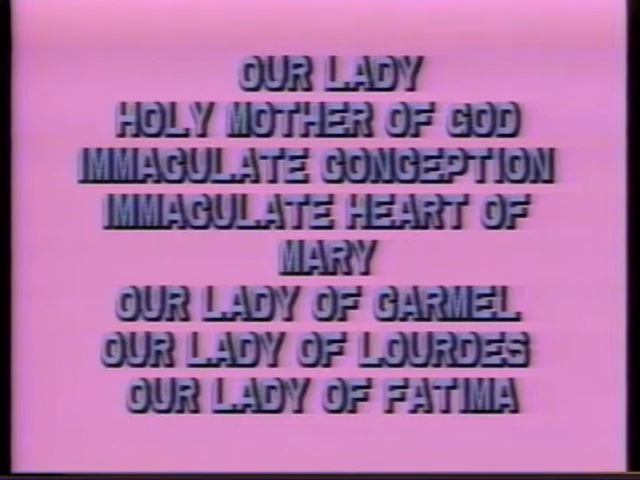 OUR LADY
HOLY MOTHER OF GOD
IMMACULATE CONCEPTION
IMMACULATE HEART OF
MARY
OUR LADY OF CARMEL
OUR LADY OF LOURDES
OUR LADY OF FATIMA